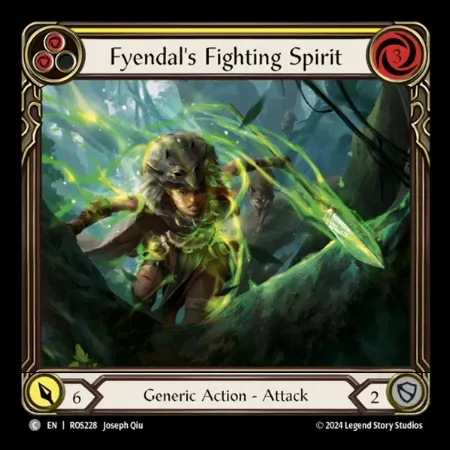 Fyendal's Fighting Spirit 3
6 Generic Action - Attack 2
C EN | ROS228 Joseph Qiu © 2024 Legend Story Studios